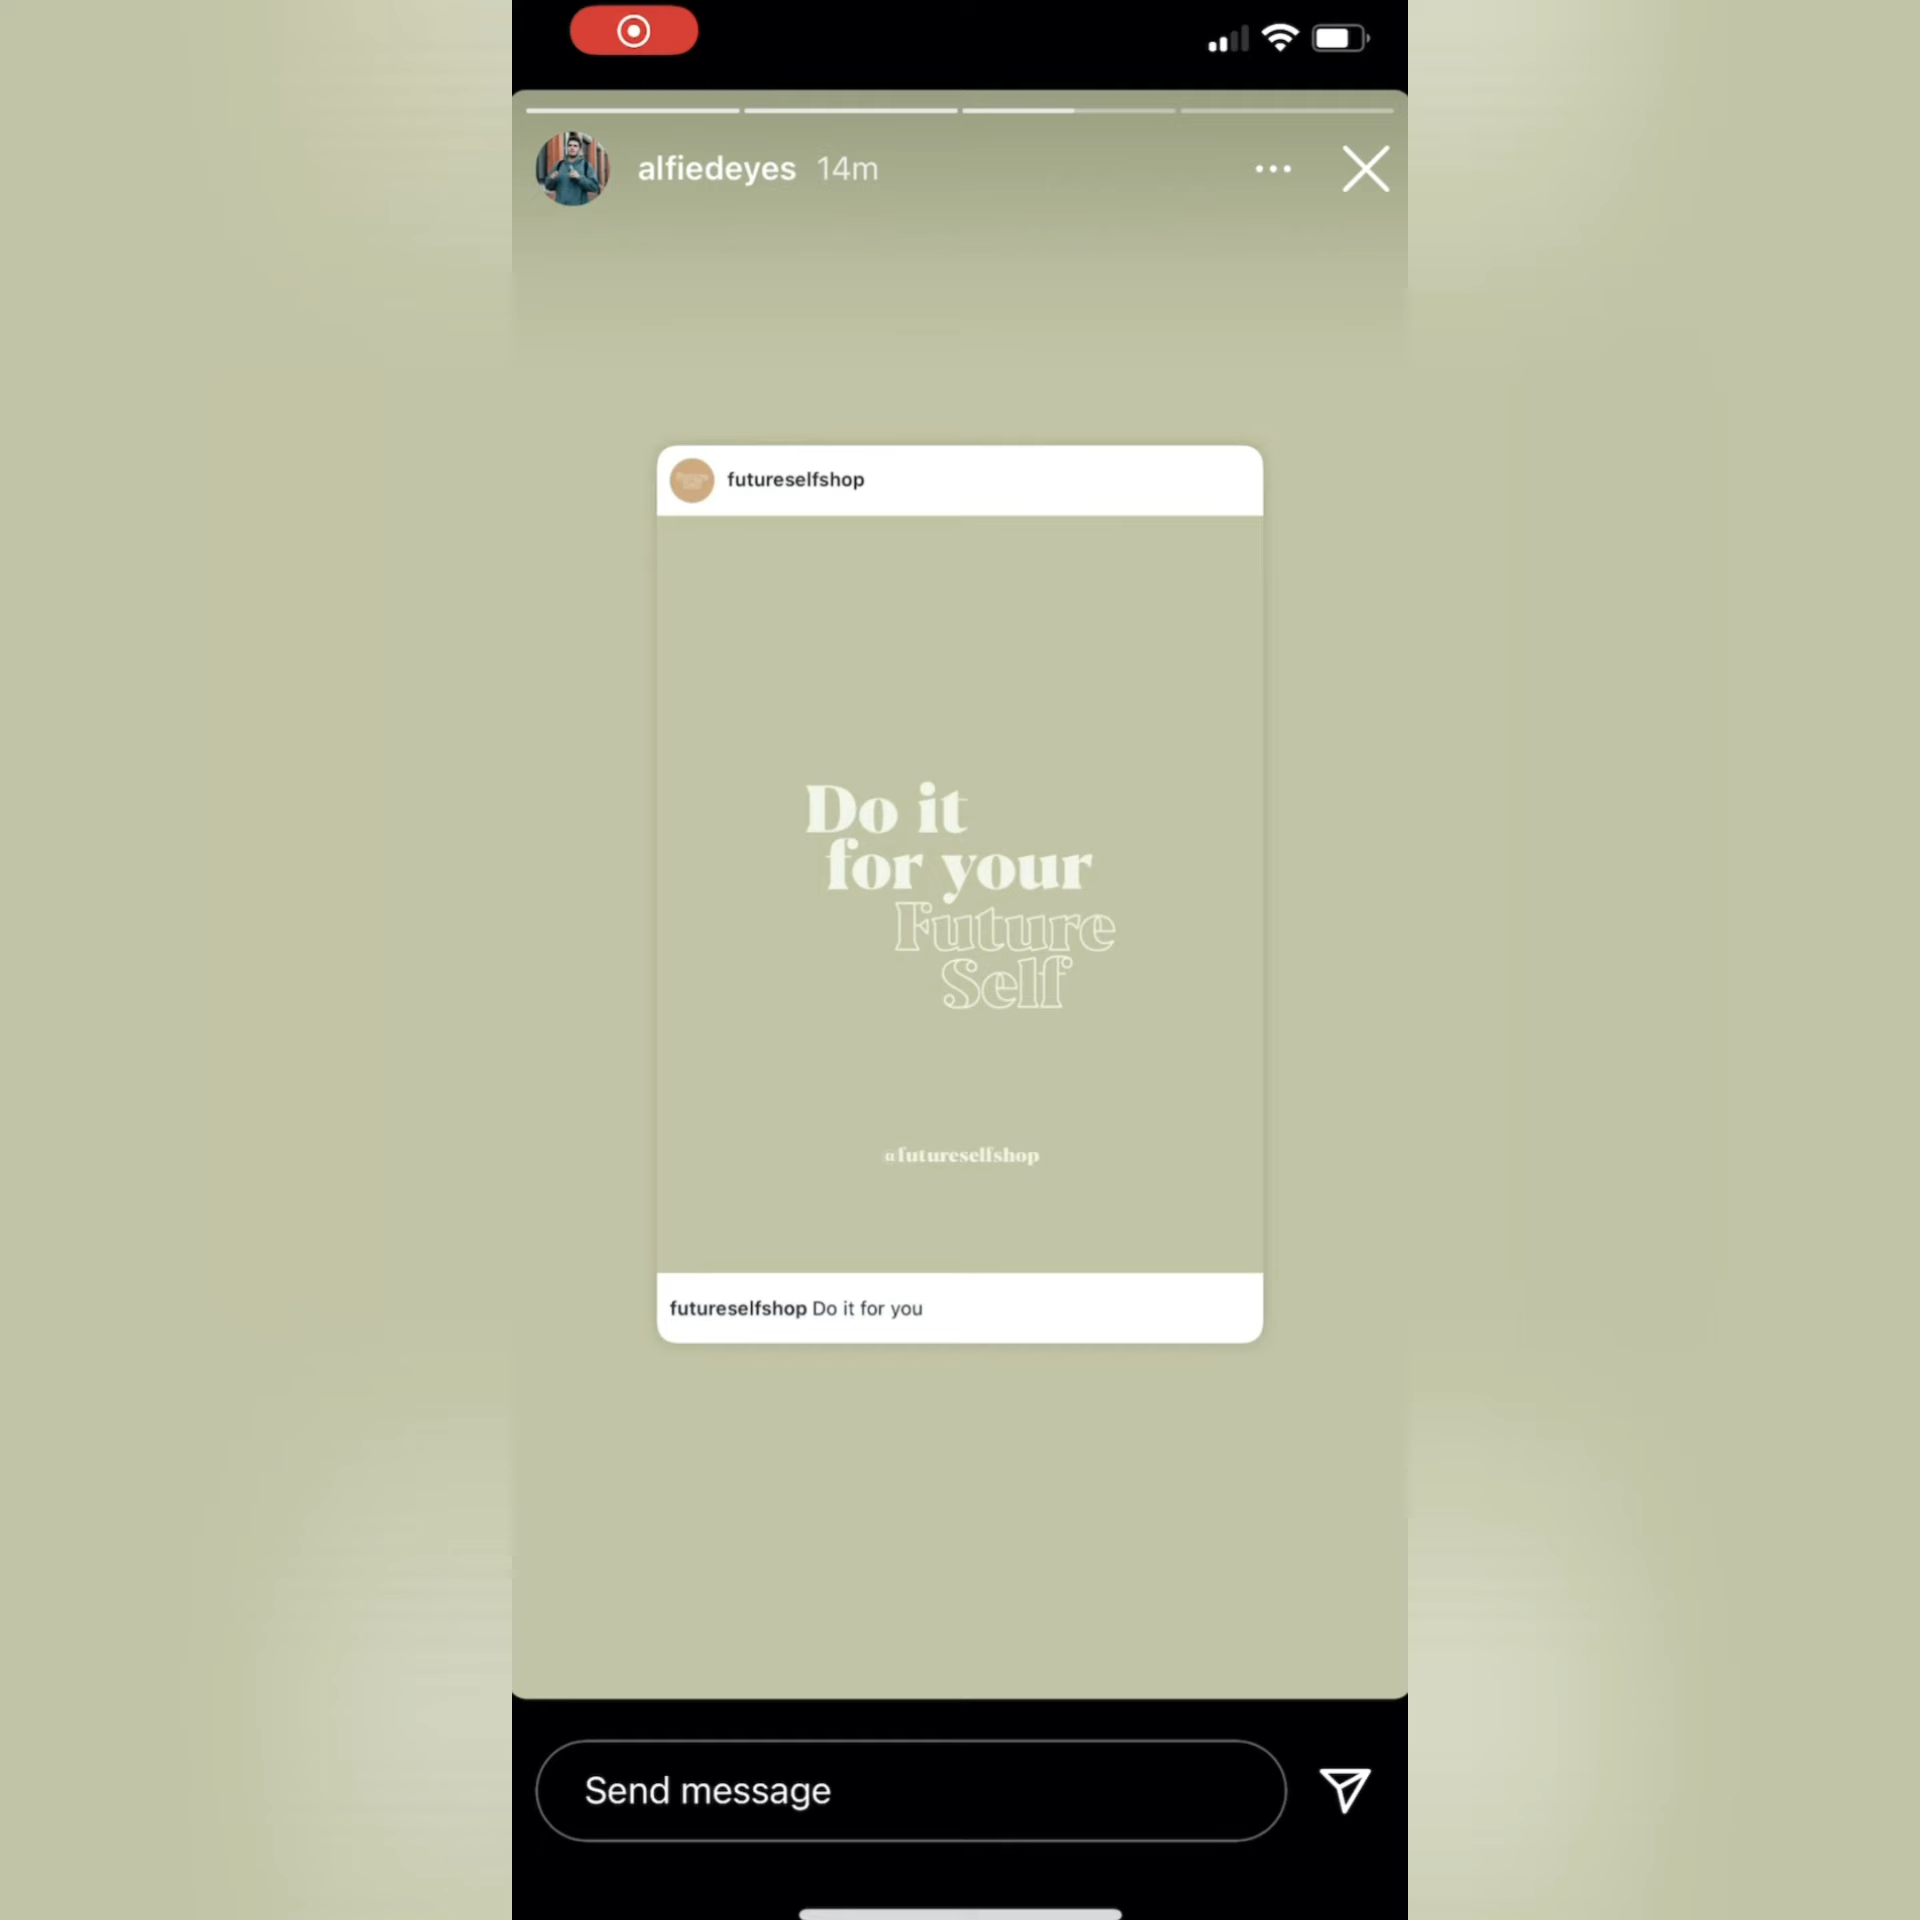 alfiedeyes 14m
futureselfshop
Do it
for your
Future
Self
@futureselfshop
futureselfshop Do it for you
Send message